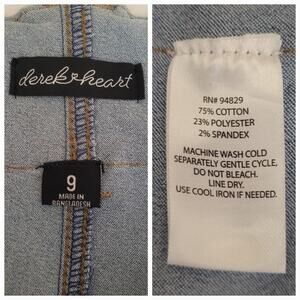 derek heart
9
MADE IN
BANGLADESH
RN# 94829
75% COTTON
23% POLYESTER
2% SPANDEX
MACHINE WASH COLD
SEPARATELY GENTLE CYCLE.
DO NOT BLEACH.
LINE DRY.
USE COOL IRON IF NEEDED.